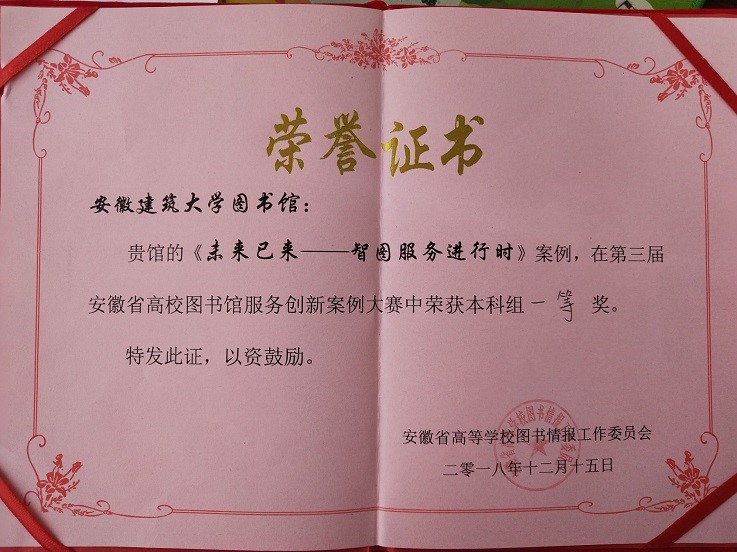 荣誉证书
安徽建筑大学图书馆：
贵馆的《未来已来——智图服务进行时》案例，在第三届
安徽省高校图书馆服务创新案例大赛中荣获本科组一等奖。
特发此证，以资鼓励。
安徽省高等学校图书情报工作委员会
二零一八年十二月十五日